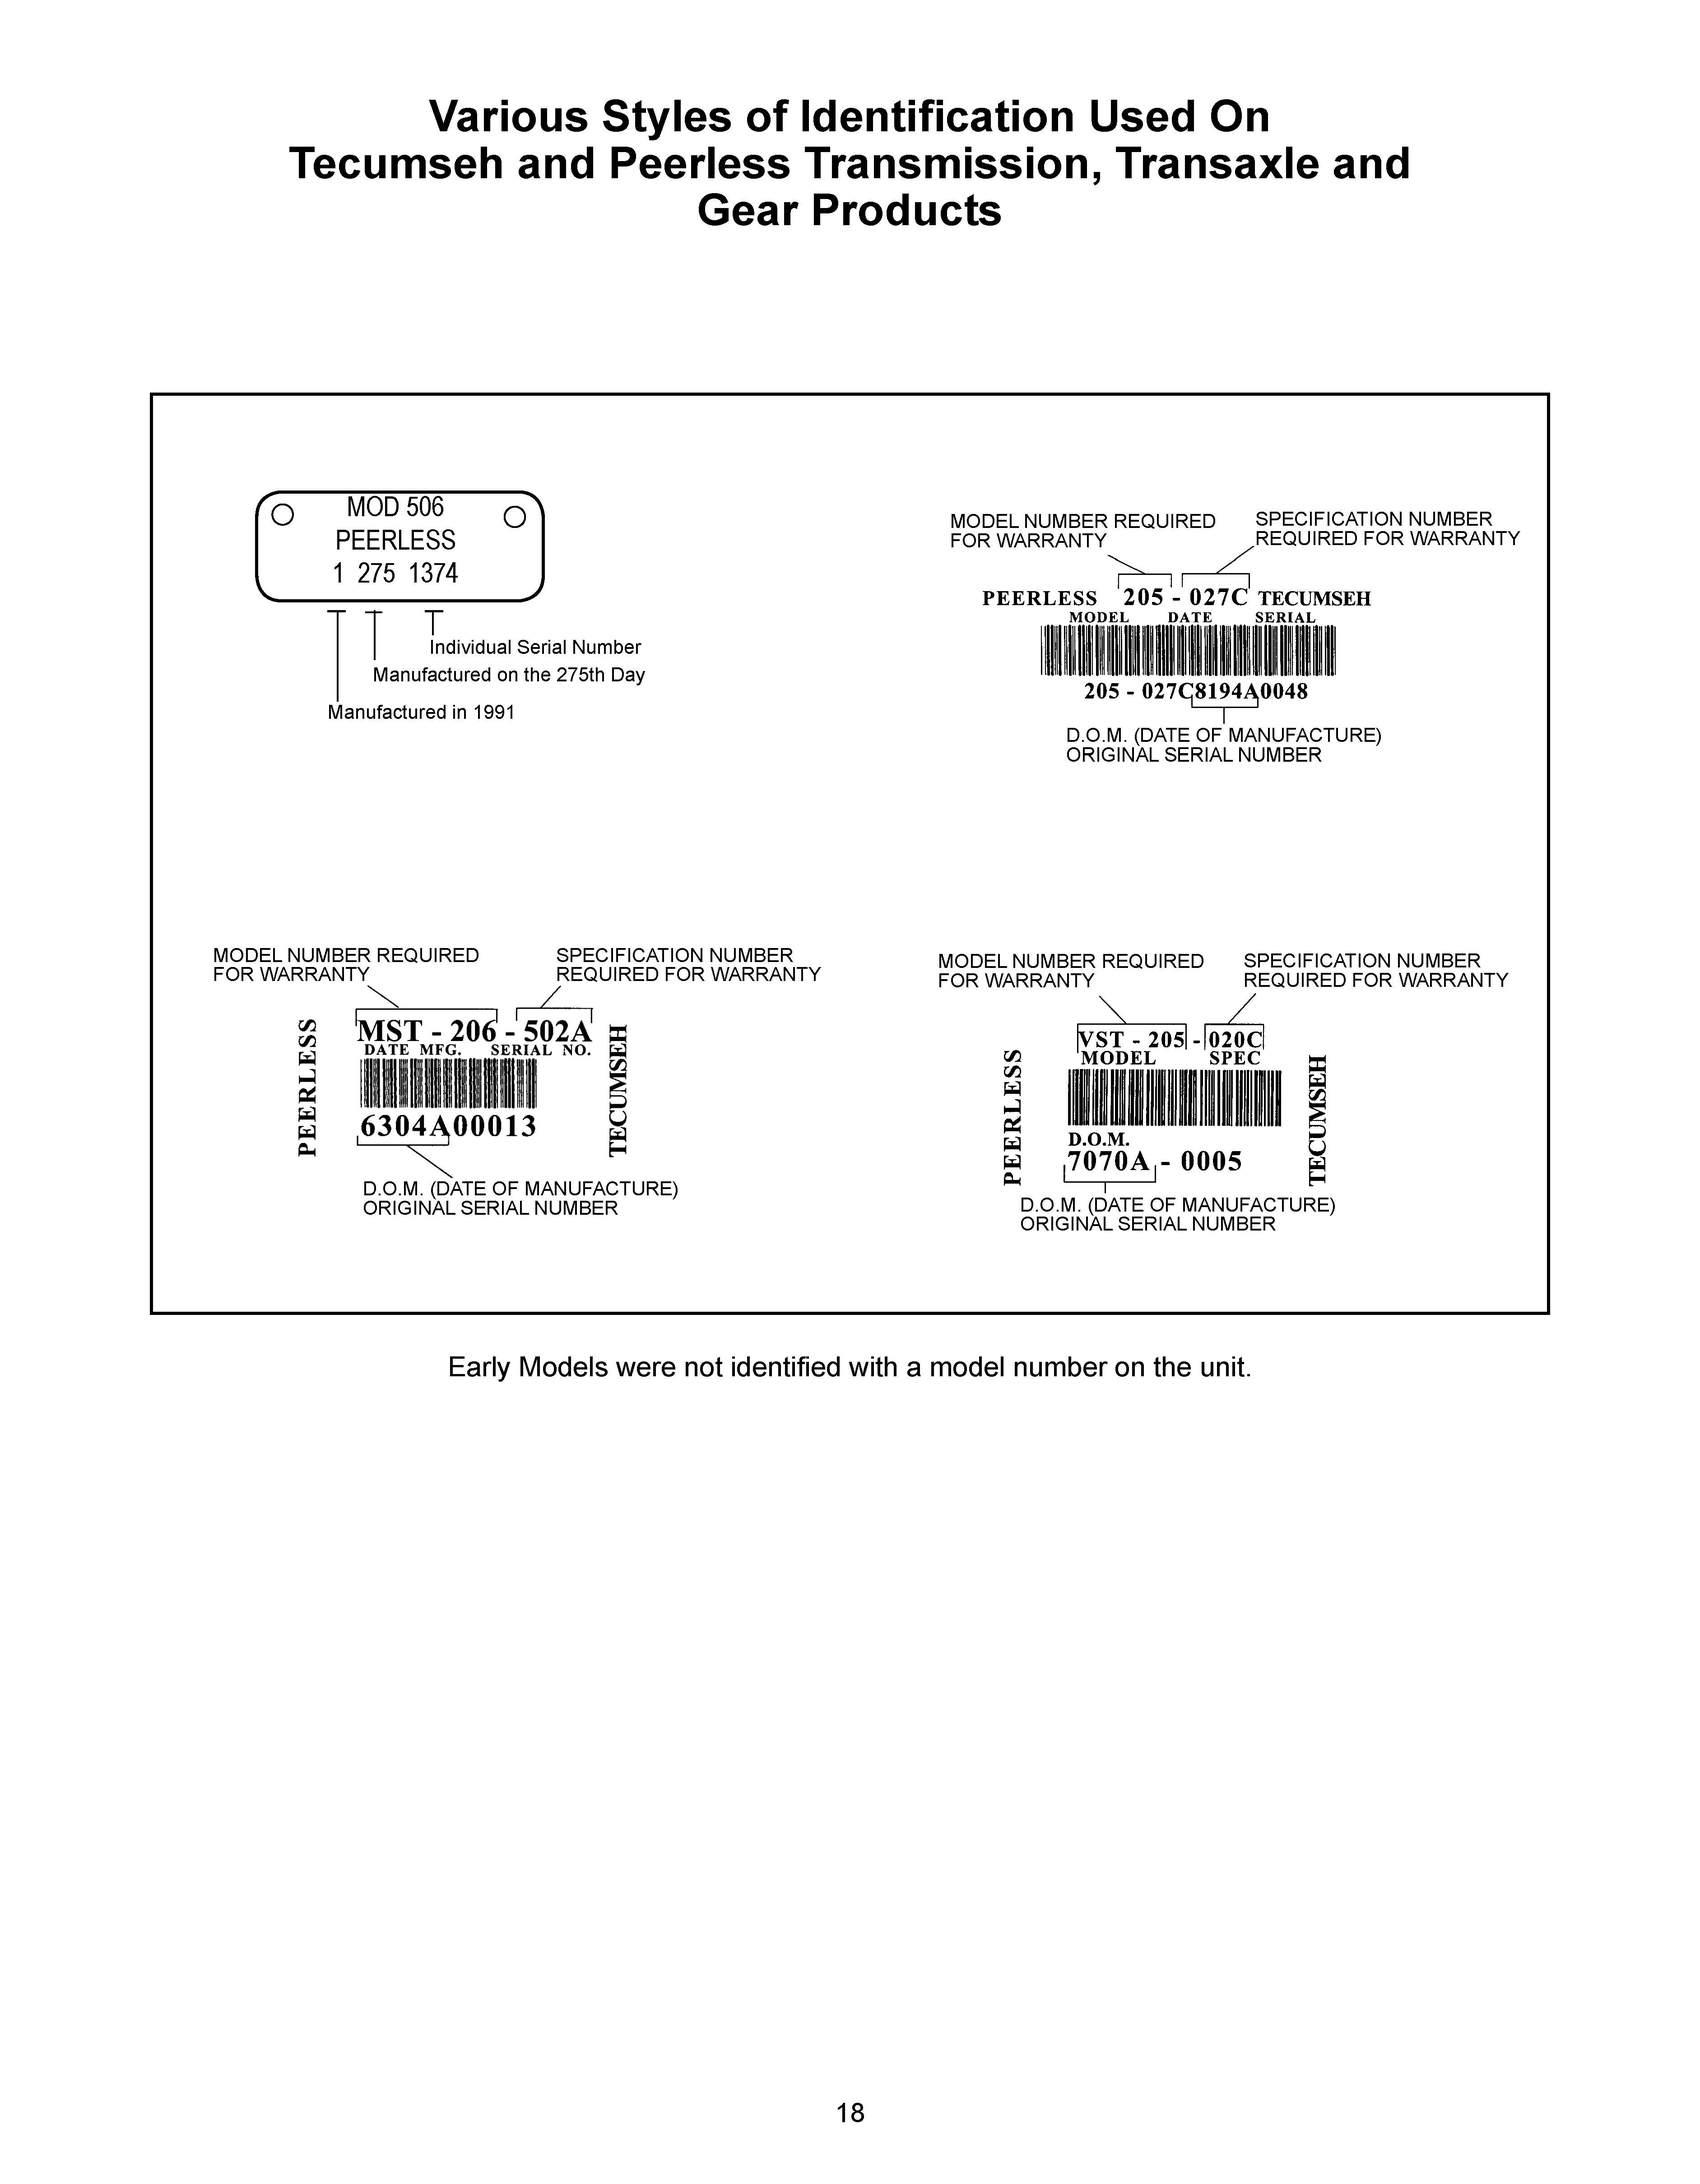 Various Styles of Identification Used On
Tecumseh and Peerless Transmission, Transaxle and
Gear Products
MOD 506
PEERLESS
1 275 1374
Individual Serial Number
Manufactured on the 275th Day
Manufactured in 1991
MODEL NUMBER REQUIRED
FOR WARRANTY
SPECIFICATION NUMBER
REQUIRED FOR WARRANTY
PEERLESS 205 - 027C TECUMSEH
MODEL DATE SERIAL
205 - 027C8194A0048
D.O.M. (DATE OF MANUFACTURE)
ORIGINAL SERIAL NUMBER
MODEL NUMBER REQUIRED
FOR WARRANTY
SPECIFICATION NUMBER
REQUIRED FOR WARRANTY
PEERLESS
MST - 206 - 502A
DATE MFG. SERIAL NO.
6304A00013
TECUMSEH
D.O.M. (DATE OF MANUFACTURE)
ORIGINAL SERIAL NUMBER
MODEL NUMBER REQUIRED
FOR WARRANTY
SPECIFICATION NUMBER
REQUIRED FOR WARRANTY
PEERLESS
VST - 205 - 020C
MODEL SPEC
D.O.M.
7070A - 0005
TECUMSEH
D.O.M. (DATE OF MANUFACTURE)
ORIGINAL SERIAL NUMBER
Early Models were not identified with a model number on the unit.
18